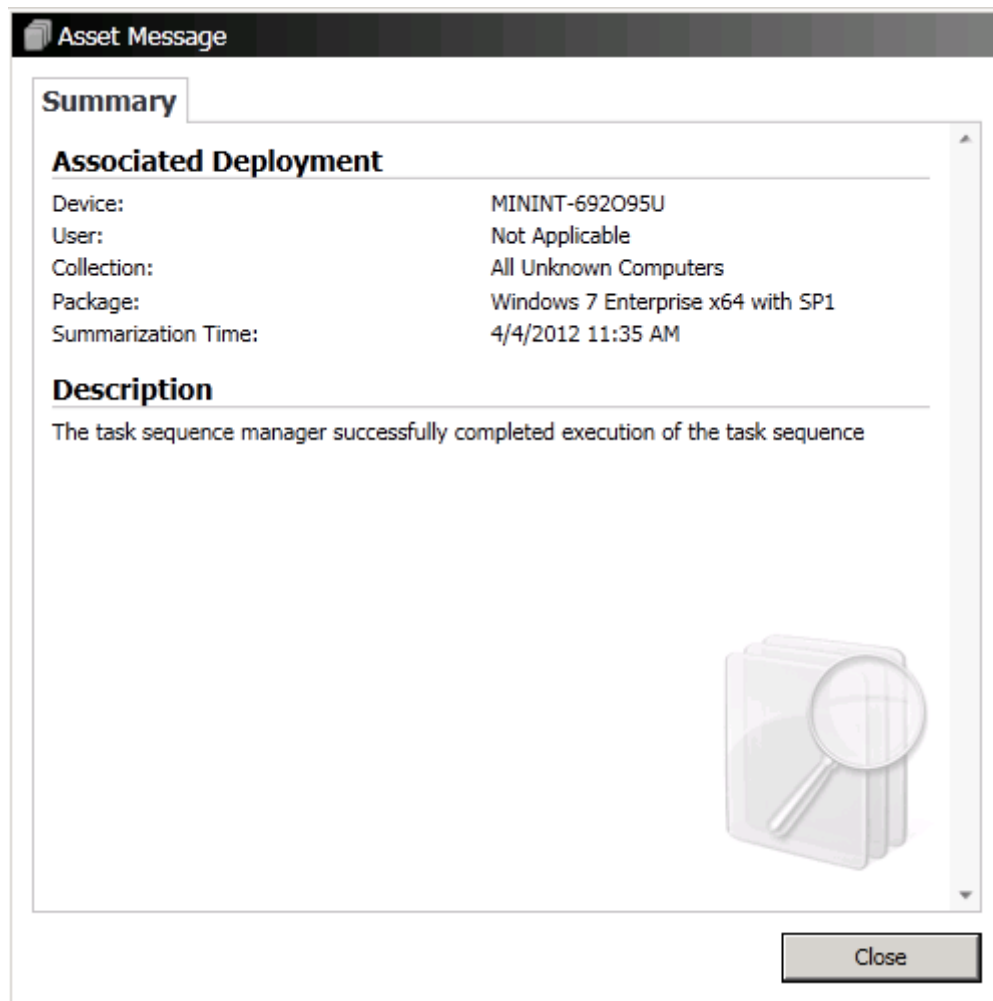 Asset Message
Summary
Associated Deployment
Device: MININT-692O95U
User: Not Applicable
Collection: All Unknown Computers
Package: Windows 7 Enterprise x64 with SP1
Summarization Time: 4/4/2012 11:35 AM
Description
The task sequence manager successfully completed execution of the task sequence
Close